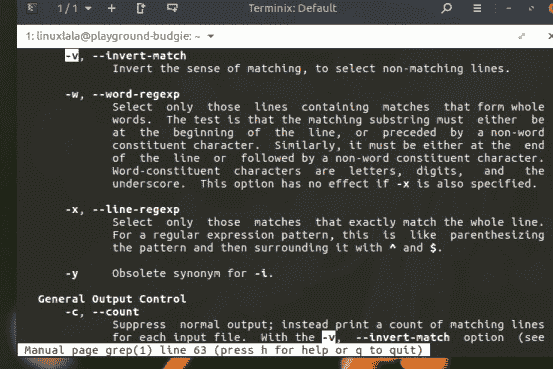 1 / 1
Terminix: Default
1: linuxlala@playground-budgie: ~
-v, --invert-match
Invert the sense of matching, to select non-matching lines.
-w, --word-regexp
Select only those lines containing matches that form whole
words. The test is that the matching substring must either be
at the beginning of the line, or preceded by a non-word
constituent character. Similarly, it must be either at the end
of the line or followed by a non-word constituent character.
Word-constituent characters are letters, digits, and the
underscore. This option has no effect if -x is also specified.
-x, --line-regexp
Select only those matches that exactly match the whole line.
For a regular expression pattern, this is like parenthesizing
the pattern and then surrounding it with ^ and $.
-y Obsolete synonym for -i.
General Output Control
-c, --count
Suppress normal output; instead print a count of matching lines
for each input file. With the -v, --invert-match option (see
Manual page grep(1) line 63 (press h for help or q to quit)